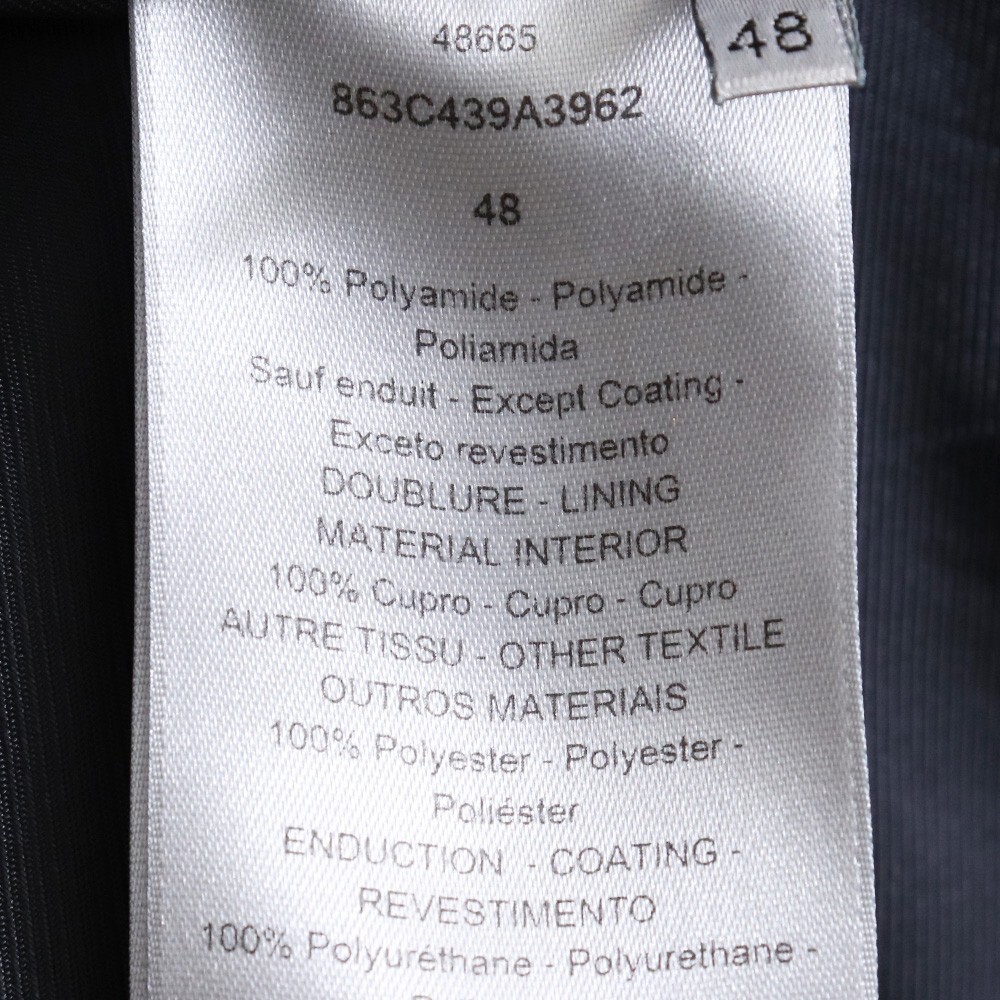 48665
48
863C439A3962
48
100% Polyamide - Polyamide -
Poliamida
Sauf enduit - Except Coating -
Exceto revestimento
DOUBLURE - LINING
MATERIAL INTERIOR
100% Cupro - Cupro - Cupro
AUTRE TISSU - OTHER TEXTILE
OUTROS MATERIAIS
100% Polyester - Polyester -
Poliéster
ENDUCTION - COATING -
REVESTIMENTO
100% Polyuréthane - Polyurethane -